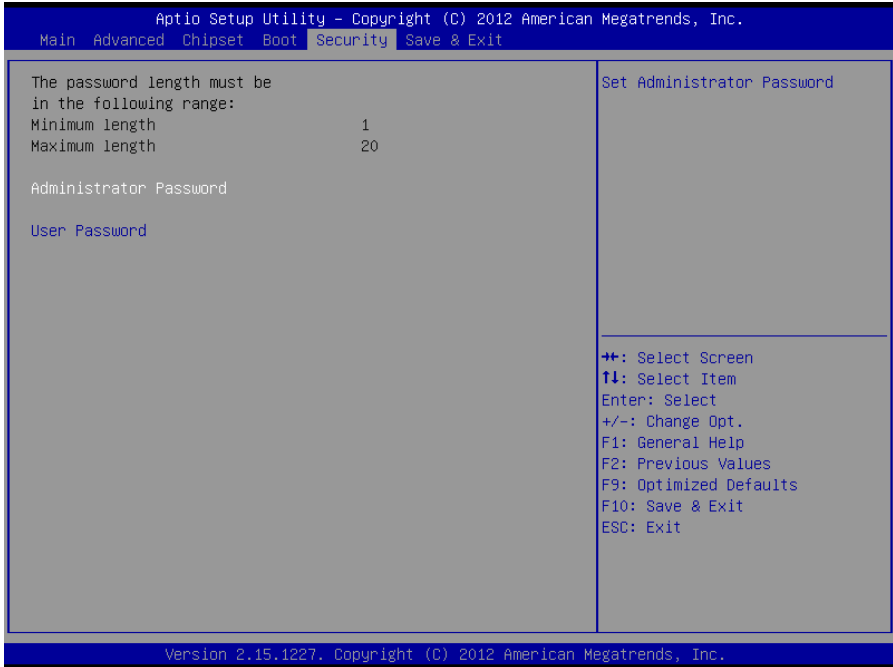 Aptio Setup Utility – Copyright (C) 2012 American Megatrends, Inc.
Main Advanced Chipset Boot Security Save & Exit
The password length must be
in the following range:
Minimum length 1
Maximum length 20
Administrator Password
User Password
Set Administrator Password
→←: Select Screen
↑↓: Select Item
Enter: Select
+/-: Change Opt.
F1: General Help
F2: Previous Values
F9: Optimized Defaults
F10: Save & Exit
ESC: Exit
Version 2.15.1227. Copyright (C) 2012 American Megatrends, Inc.